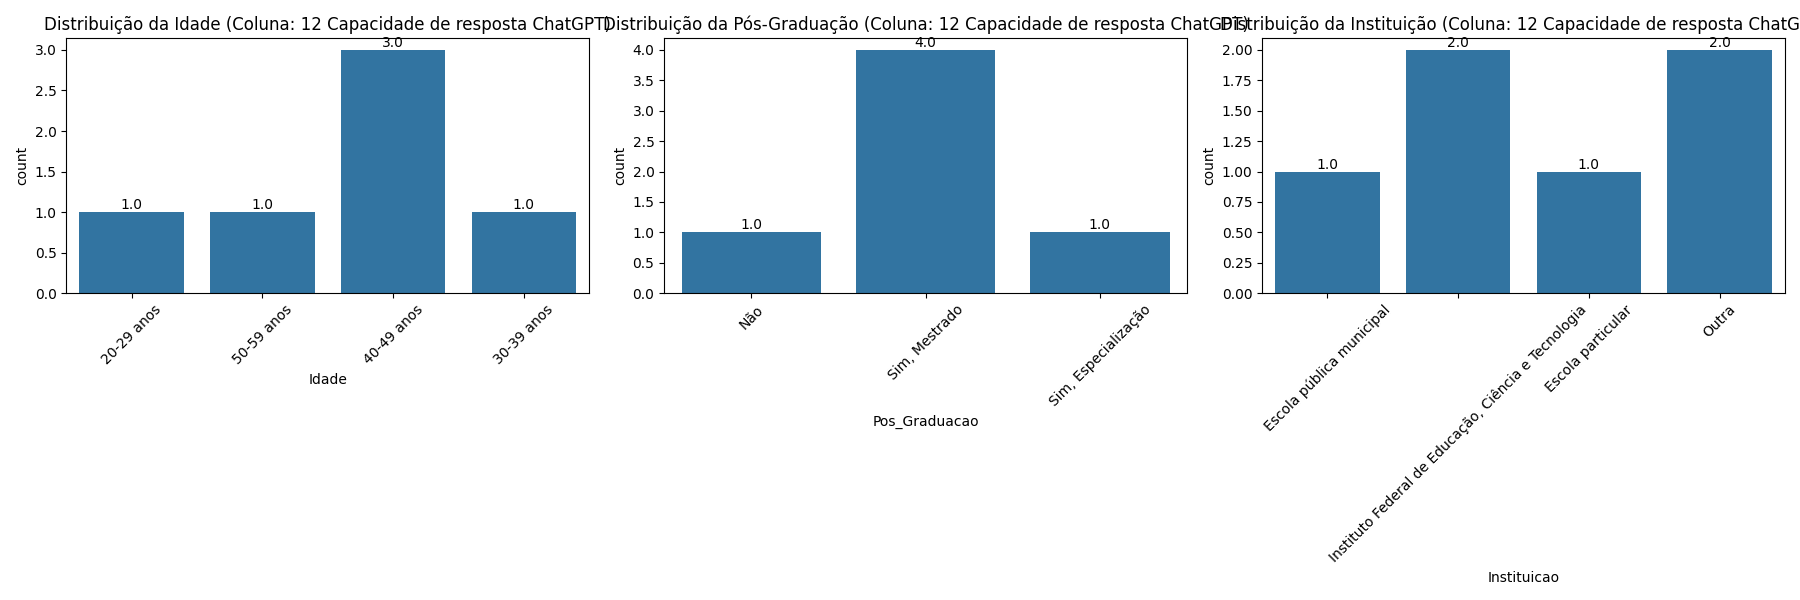 Distribuição da Idade (Coluna: 12 Capacidade de resposta ChatGPT)
3.0
2.5
2.0
1.5
1.0
0.5
0.0
count
1.0
1.0
3.0
1.0
20-29 anos
50-59 anos
40-49 anos
30-39 anos
Idade
Distribuição da Pós-Graduação (Coluna: 12 Capacidade de resposta ChatGPT)
4.0
3.5
3.0
2.5
2.0
1.5
1.0
0.5
0.0
count
1.0
4.0
1.0
Não
Sim, Mestrado
Sim, Especialização
Pos_Graduacao
Distribuição da Instituição (Coluna: 12 Capacidade de resposta ChatG
2.00
1.75
1.50
1.25
1.00
0.75
0.50
0.25
0.00
count
1.0
2.0
1.0
2.0
Escola pública municipal
Instituto Federal de Educação, Ciência e Tecnologia
Escola particular
Outra
Instituicao